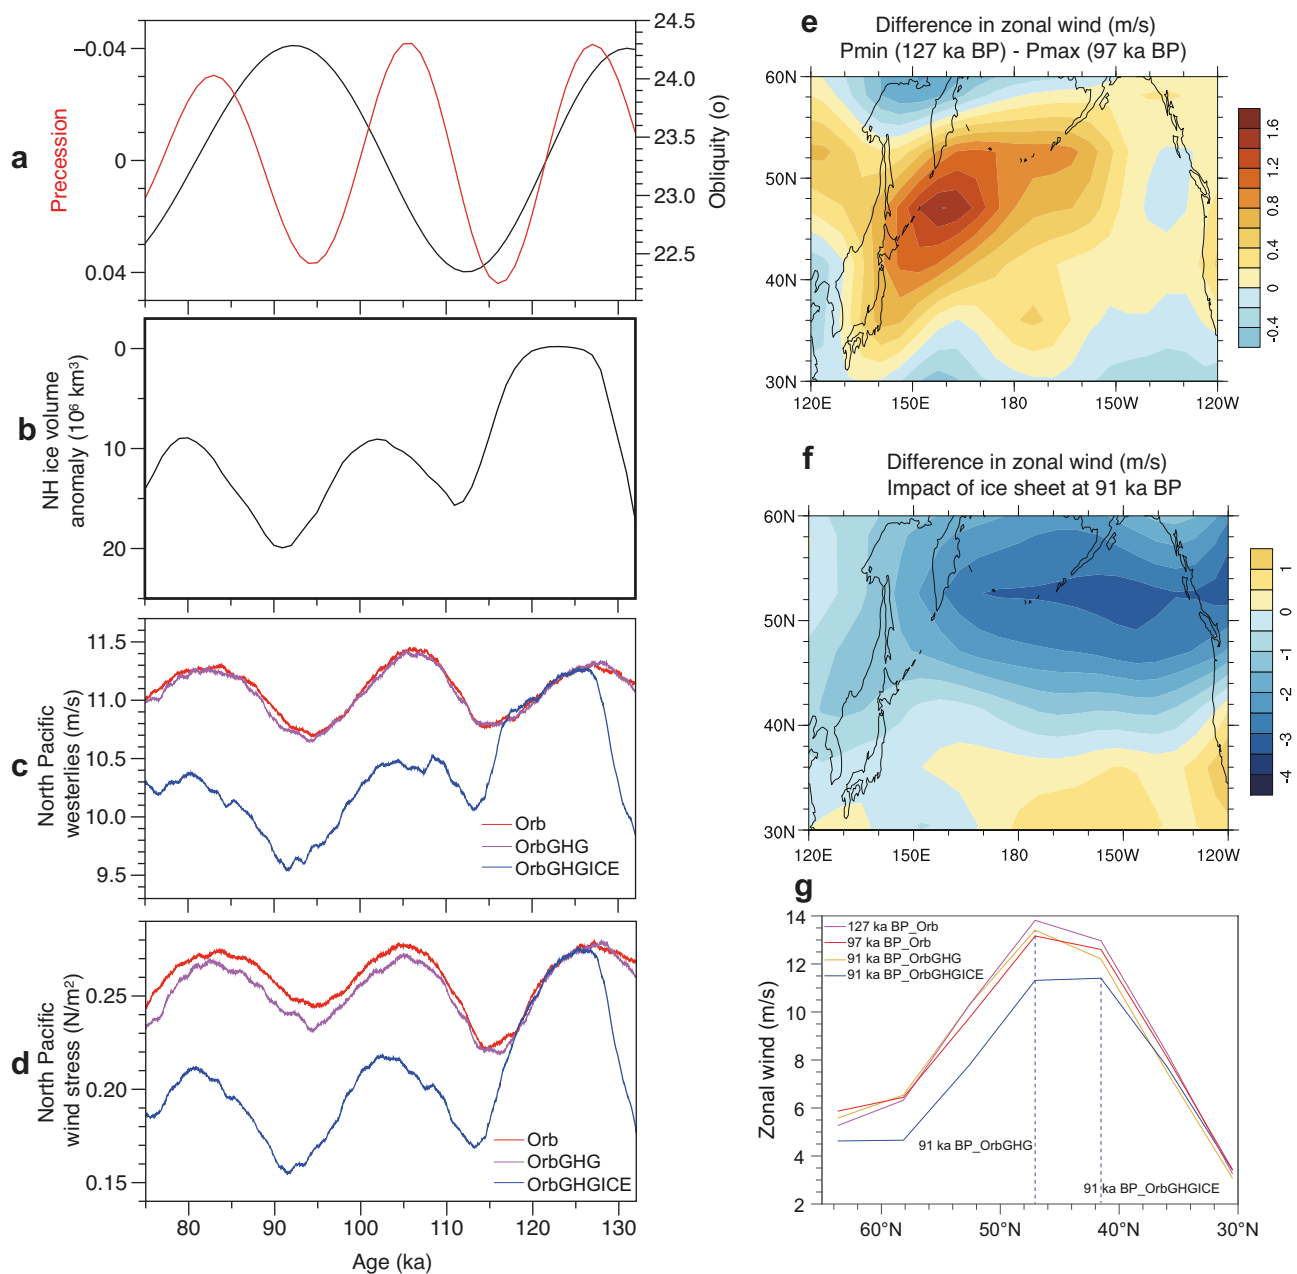 a
Precession
−0.04
0
0.04
24.5
24.0
23.5
23.0
22.5
Obliquity (o)
b
NH ice volume
anomaly (10⁶ km³)
0
10
20
c
North Pacific
westerlies (m/s)
11.5
11.0
10.5
10.0
9.5
Orb
OrbGHG
OrbGHGICE
d
North Pacific
wind stress (N/m²)
0.25
0.20
0.15
Orb
OrbGHG
OrbGHGICE
80 90 100 110 120 130
Age (ka)
e
Difference in zonal wind (m/s)
Pmin (127 ka BP) - Pmax (97 ka BP)
60N
50N
40N
30N
120E 150E 180 150W 120W
1.6
1.2
0.8
0.4
0
-0.4
f
Difference in zonal wind (m/s)
Impact of ice sheet at 91 ka BP
60N
50N
40N
30N
120E 150E 180 150W 120W
1
0
-1
-2
-3
-4
g
Zonal wind (m/s)
14
12
10
8
6
4
2
127 ka BP_Orb
97 ka BP_Orb
91 ka BP_OrbGHG
91 ka BP_OrbGHGICE
91 ka BP_OrbGHG
91 ka BP_OrbGHGICE
60°N 50°N 40°N 30°N